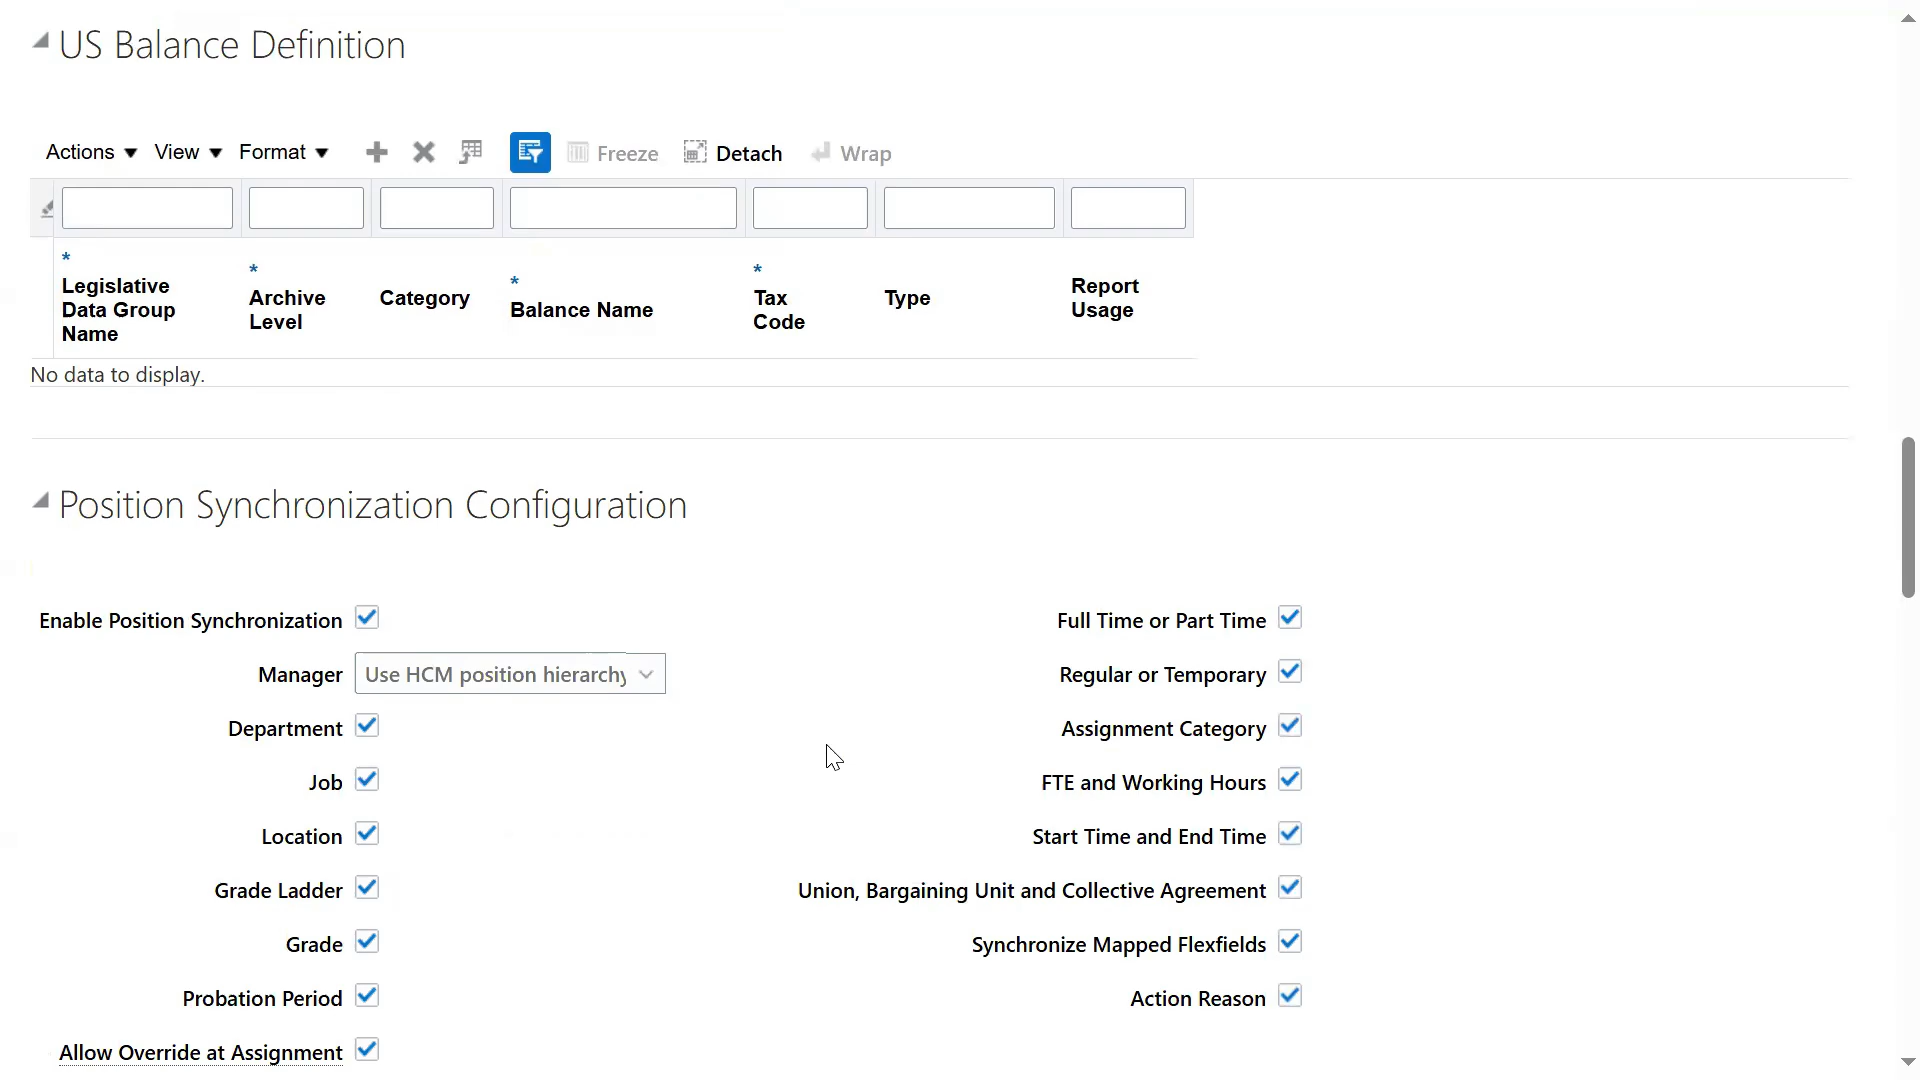 US Balance Definition
Actions View Format Freeze Detach Wrap
* Legislative Data Group Name
* Archive Level
Category
* Balance Name
* Tax Code
Type
Report Usage
No data to display.
Position Synchronization Configuration
Enable Position Synchronization
Manager Use HCM position hierarchy
Department
Job
Location
Grade Ladder
Grade
Probation Period
Allow Override at Assignment
Full Time or Part Time
Regular or Temporary
Assignment Category
FTE and Working Hours
Start Time and End Time
Union, Bargaining Unit and Collective Agreement
Synchronize Mapped Flexfields
Action Reason